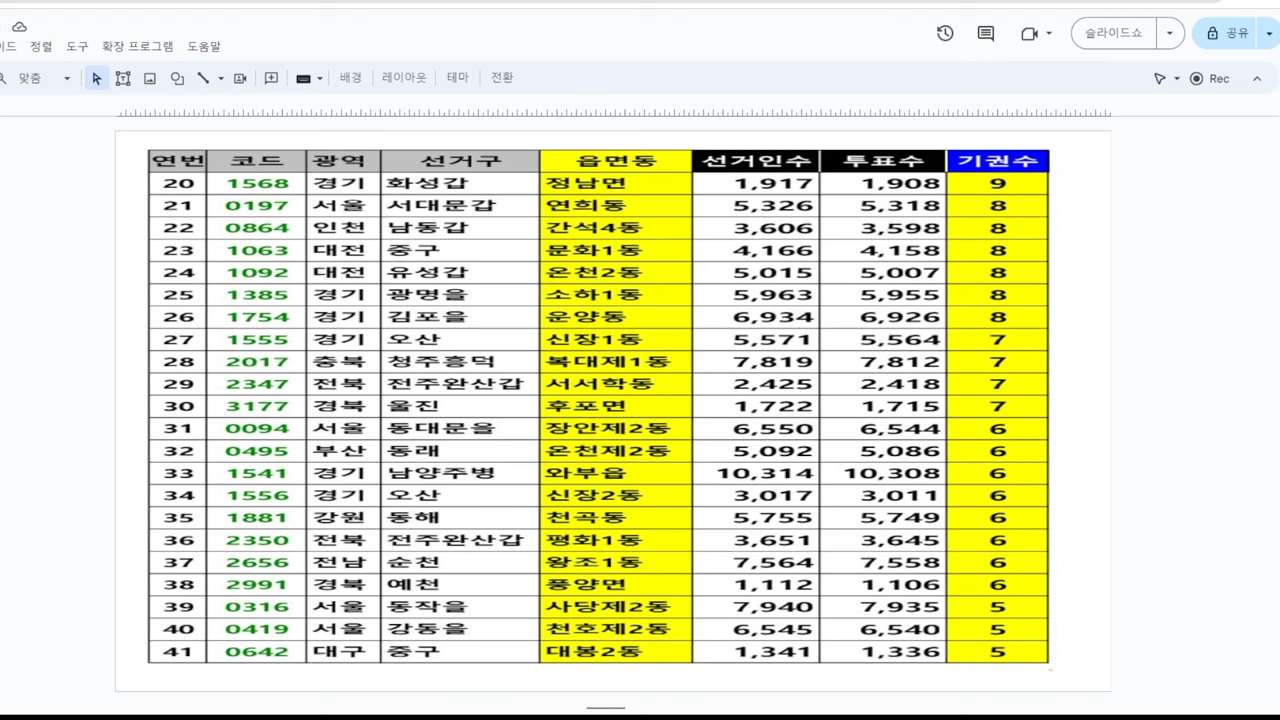 정렬 도구 확장 프로그램 도움말
슬라이드쇼 공유
맞춤 배경 레이아웃 테마 전환 Rec
연번 코드 광역 선거구 읍면동 선거인수 투표수 기권수
20 1568 경기 화성갑 정남면 1,917 1,908 9
21 0197 서울 서대문갑 연희동 5,326 5,318 8
22 0864 인천 남동갑 간석4동 3,606 3,598 8
23 1063 대전 중구 문화1동 4,166 4,158 8
24 1092 대전 유성갑 온천2동 5,015 5,007 8
25 1385 경기 광명을 소하1동 5,963 5,955 8
26 1754 경기 김포을 운양동 6,934 6,926 8
27 1555 경기 오산 신장1동 5,571 5,564 7
28 2017 충북 청주흥덕 복대제1동 7,819 7,812 7
29 2347 전북 전주완산갑 서서학동 2,425 2,418 7
30 3177 경북 울진 후포면 1,722 1,715 7
31 0094 서울 동대문을 장안제2동 6,550 6,544 6
32 0495 부산 동래 온천제2동 5,092 5,086 6
33 1541 경기 남양주병 와부읍 10,314 10,308 6
34 1556 경기 오산 신장2동 3,017 3,011 6
35 1881 강원 동해 천곡동 5,755 5,749 6
36 2350 전북 전주완산갑 평화1동 3,651 3,645 6
37 2656 전남 순천 왕조1동 7,564 7,558 6
38 2991 경북 예천 풍양면 1,112 1,106 6
39 0316 서울 동작을 사당제2동 7,940 7,935 5
40 0419 서울 강동을 천호제2동 6,545 6,540 5
41 0642 대구 중구 대봉2동 1,341 1,336 5